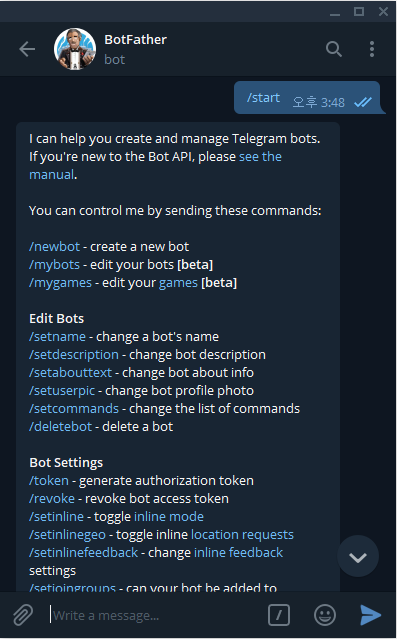 BotFather
bot
/start 오후 3:48
I can help you create and manage Telegram bots.
If you're new to the Bot API, please see the
manual.
You can control me by sending these commands:
/newbot - create a new bot
/mybots - edit your bots [beta]
/mygames - edit your games [beta]
Edit Bots
/setname - change a bot's name
/setdescription - change bot description
/setabouttext - change bot about info
/setuserpic - change bot profile photo
/setcommands - change the list of commands
/deletebot - delete a bot
Bot Settings
/token - generate authorization token
/revoke - revoke bot access token
/setinline - toggle inline mode
/setinlinegeo - toggle inline location requests
/setinlinefeedback - change inline feedback
settings
/setjoingroups - can your bot be added to
Write a message...